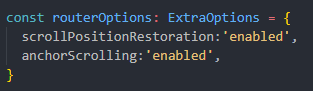 const routerOptions: ExtraOptions = {
  scrollPositionRestoration:'enabled',
  anchorScrolling:'enabled',
}